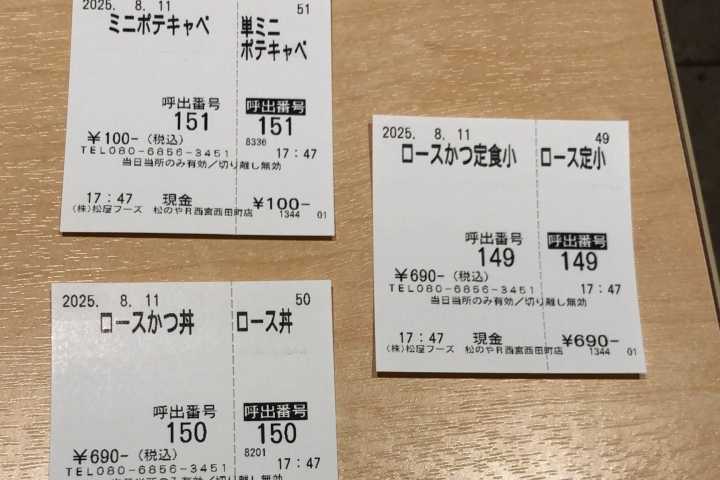 2025. 8. 11 51
ミニポテキャベ 単ミニ
ポテキャベ
呼出番号 呼出番号
151 151
¥100-(税込) 8336
TEL080-6856-3451 17:47
当日当所のみ有効/切り離し無効
17:47 現金 ¥100-
(株)松屋フーズ 松のやR西宮西田町店 1344 01
2025. 8. 11 49
ロースかつ定食小 ロース定小
呼出番号 呼出番号
149 149
¥690-(税込)
TEL080-6856-3451 17:47
当日当所のみ有効/切り離し無効
17:47 現金 ¥690-
(株)松屋フーズ 松のやR西宮西田町店 1344 01
2025. 8. 11 50
ロースかつ丼 ロース丼
呼出番号 呼出番号
150 150
¥690-(税込) 8201
TEL080-6856-3451 17:47